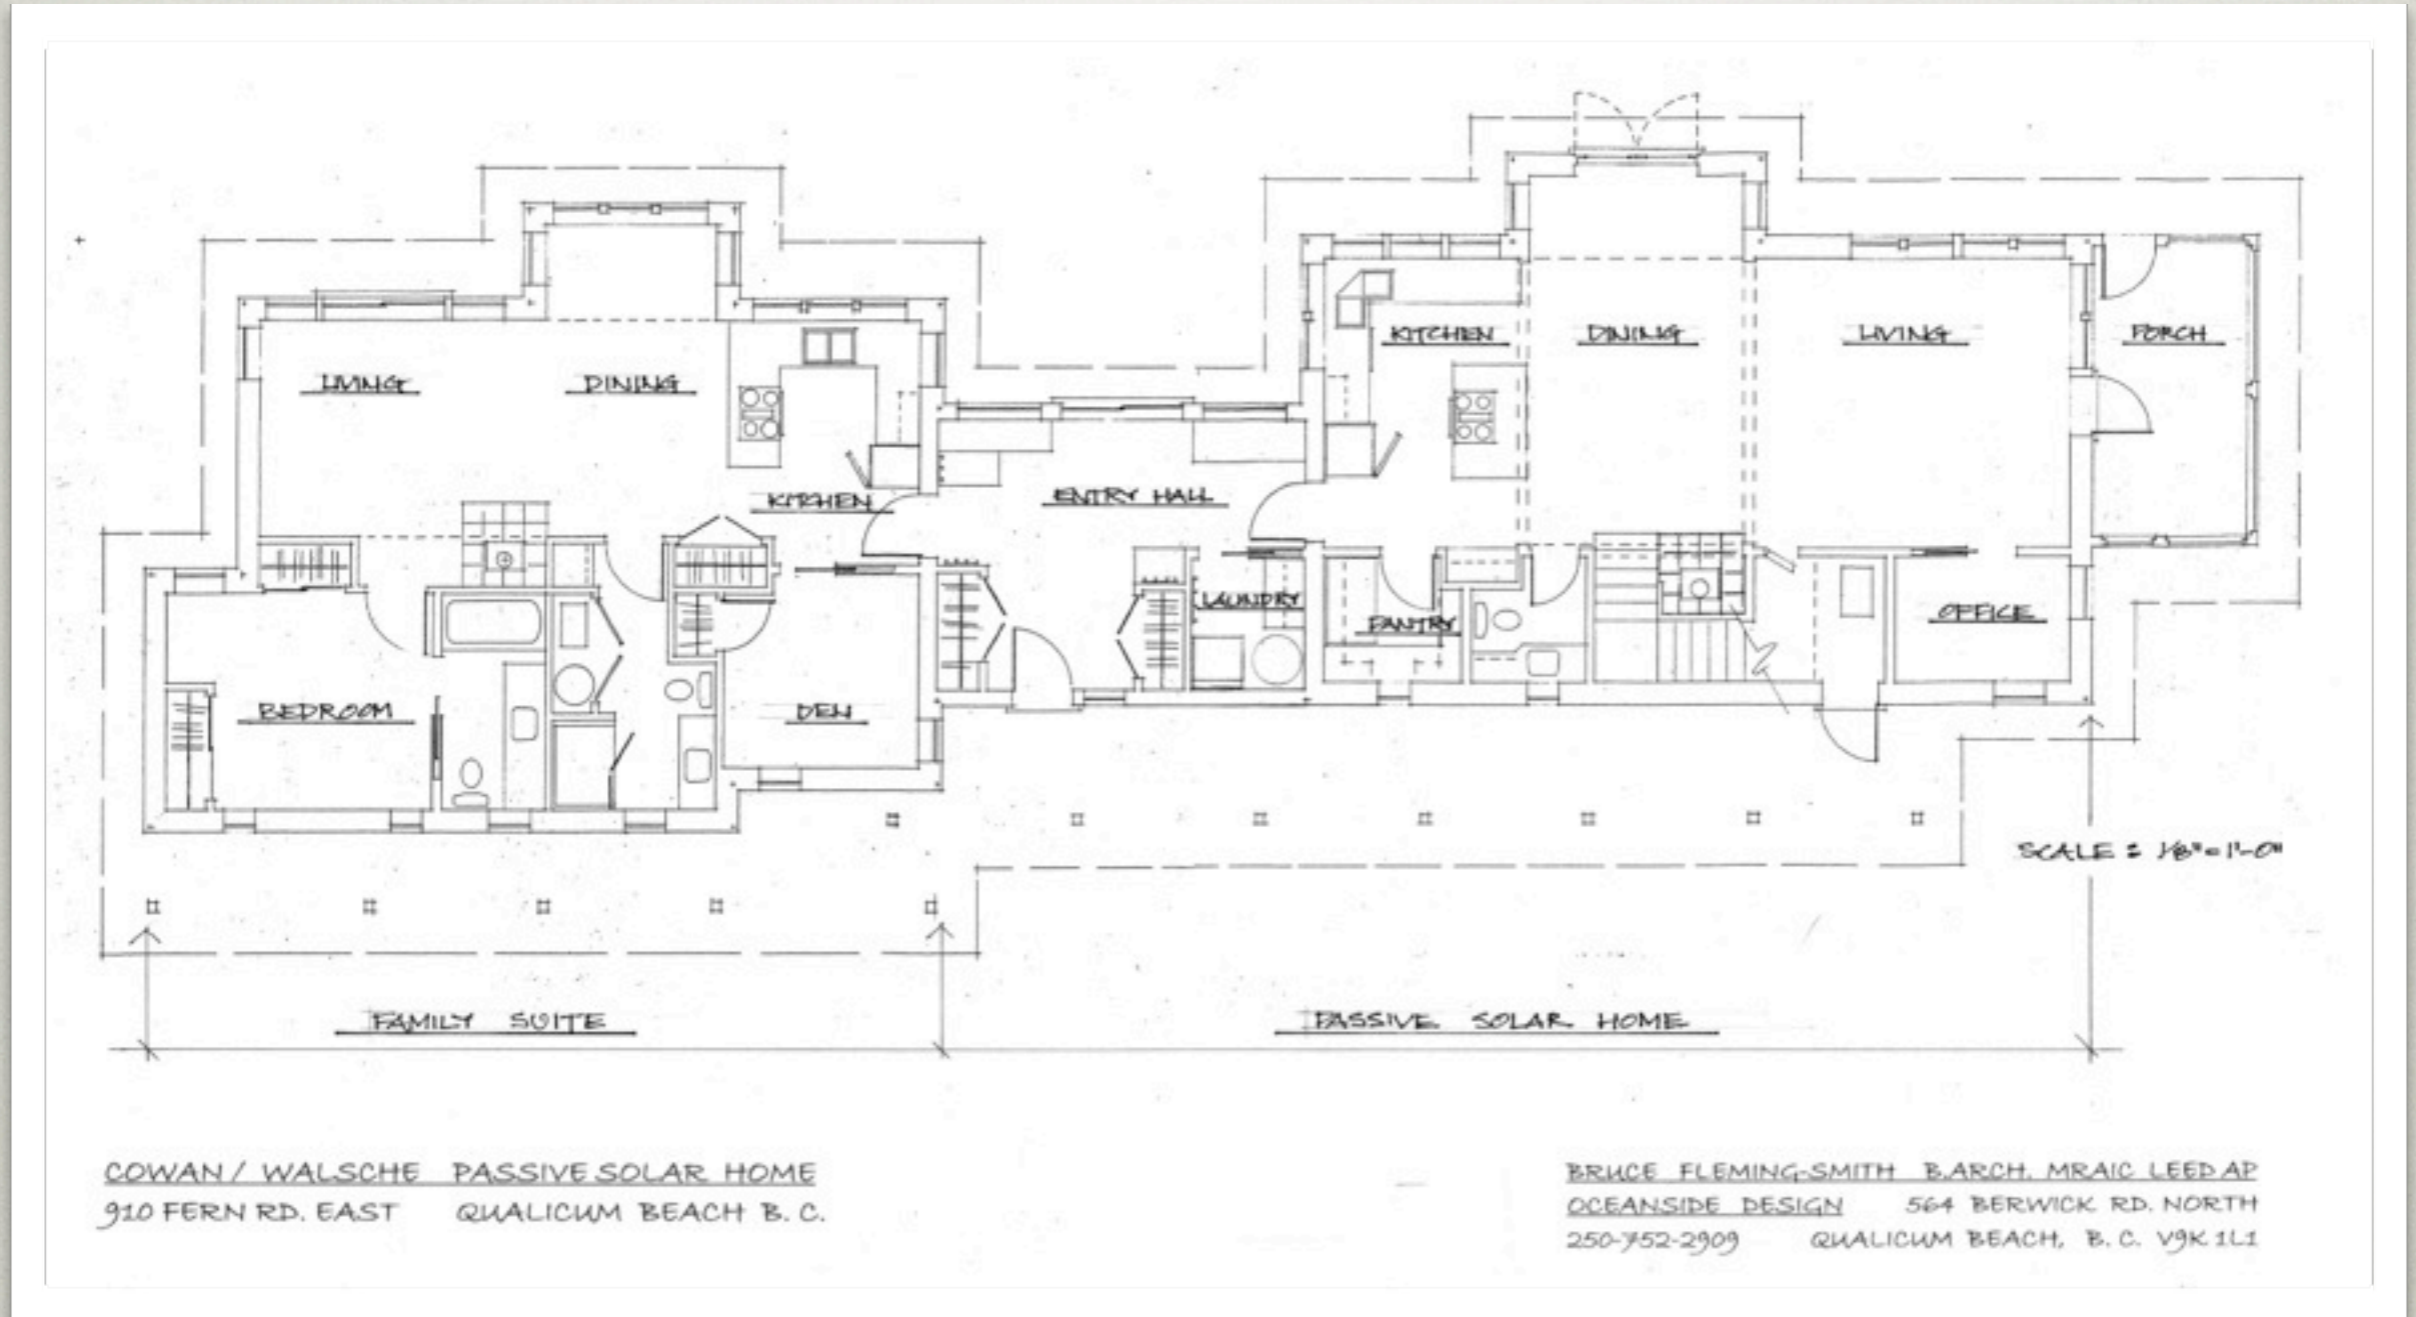 KITCHEN DINING LIVING PORCH
LIVING DINING
KITCHEN ENTRY HALL
LAUNDRY PANTRY OFFICE
BEDROOM DEN
SCALE : 1/8" = 1'-0"
FAMILY SUITE PASSIVE SOLAR HOME
COWAN / WALSCHE PASSIVE SOLAR HOME
910 FERN RD. EAST QUALICUM BEACH B. C.
BRUCE FLEMING-SMITH B.ARCH. MRAIC LEED AP
OCEANSIDE DESIGN 564 BERWICK RD. NORTH
250-752-2909 QUALICUM BEACH, B. C. V9K 1L1